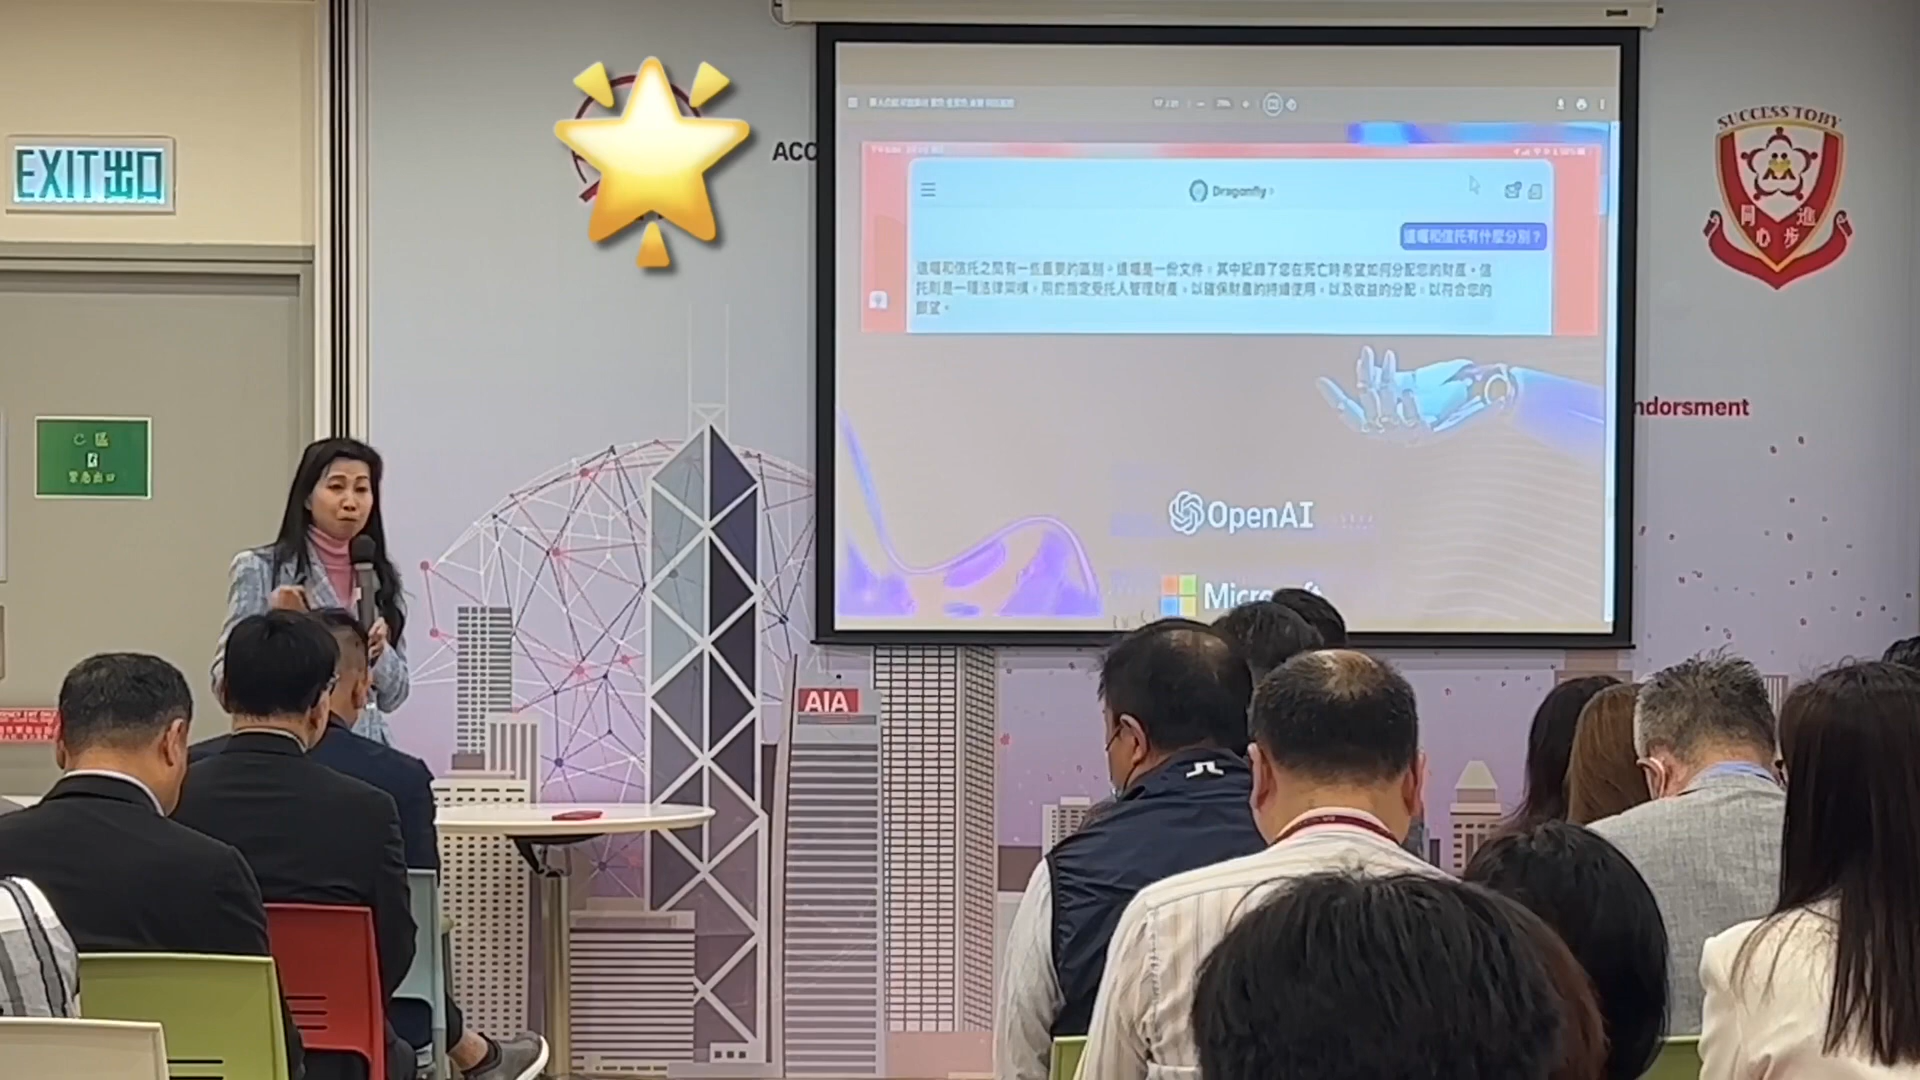 EXIT出口
ACC
SUCCESS TOBY
同 進
心 步
Dragonfly
遺囑和信托有什麼分別？
遺囑和信托之間有一些重要的區別。遺囑是一份文件，其中記錄了您在死亡時希望如何分配您的財產。信
托則是一種法律架構，用於指定受托人管理財產，以確保財產的持續使用，以及收益的分配，以符合您的
願望。
ndorsment
C 區
緊急出口
OpenAI
Microsoft
AIA